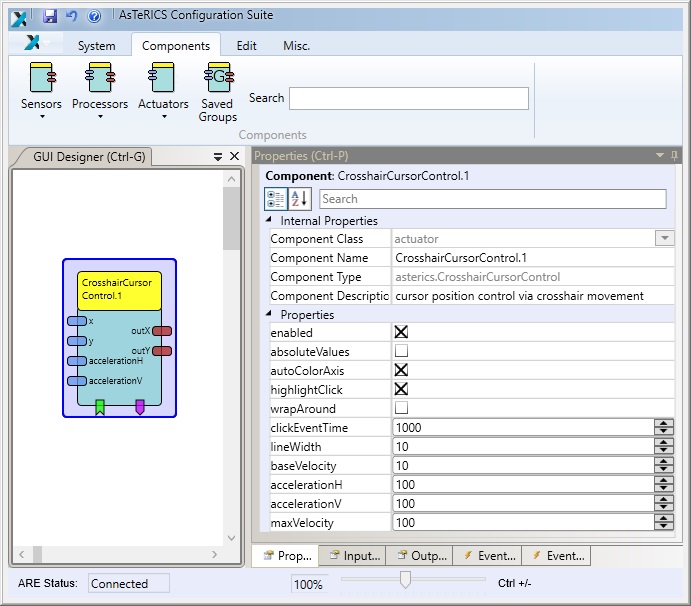 AsTeRICS Configuration Suite
System Components Edit Misc.
Sensors Processors Actuators Saved Groups
Search
Components
GUI Designer (Ctrl-G)
CrosshairCursor
Control.1
x
outX
y
outY
accelerationH
accelerationV
Properties (Ctrl-P)
Component: CrosshairCursorControl.1
A Z Search
Internal Properties
Component Class actuator
Component Name CrosshairCursorControl.1
Component Type asterics.CrosshairCursorControl
Component Descriptio cursor position control via crosshair movement
Properties
enabled
absoluteValues
autoColorAxis
highlightClick
wrapAround
clickEventTime 1000
lineWidth 10
baseVelocity 10
accelerationH 100
accelerationV 100
maxVelocity 100
Prop... Input... Outp... Event... Event...
ARE Status: Connected 100% Ctrl +/-